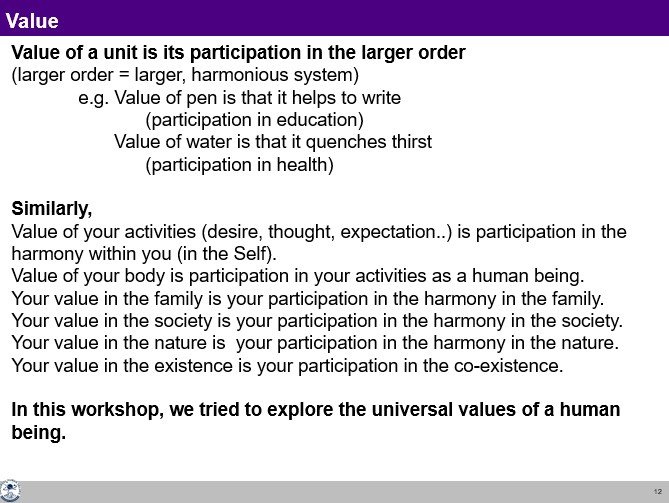 Value
Value of a unit is its participation in the larger order
(larger order = larger, harmonious system)
e.g. Value of pen is that it helps to write
(participation in education)
Value of water is that it quenches thirst
(participation in health)
Similarly,
Value of your activities (desire, thought, expectation..) is participation in the
harmony within you (in the Self).
Value of your body is participation in your activities as a human being.
Your value in the family is your participation in the harmony in the family.
Your value in the society is your participation in the harmony in the society.
Your value in the nature is  your participation in the harmony in the nature.
Your value in the existence is your participation in the co-existence.
In this workshop, we tried to explore the universal values of a human
being.
12